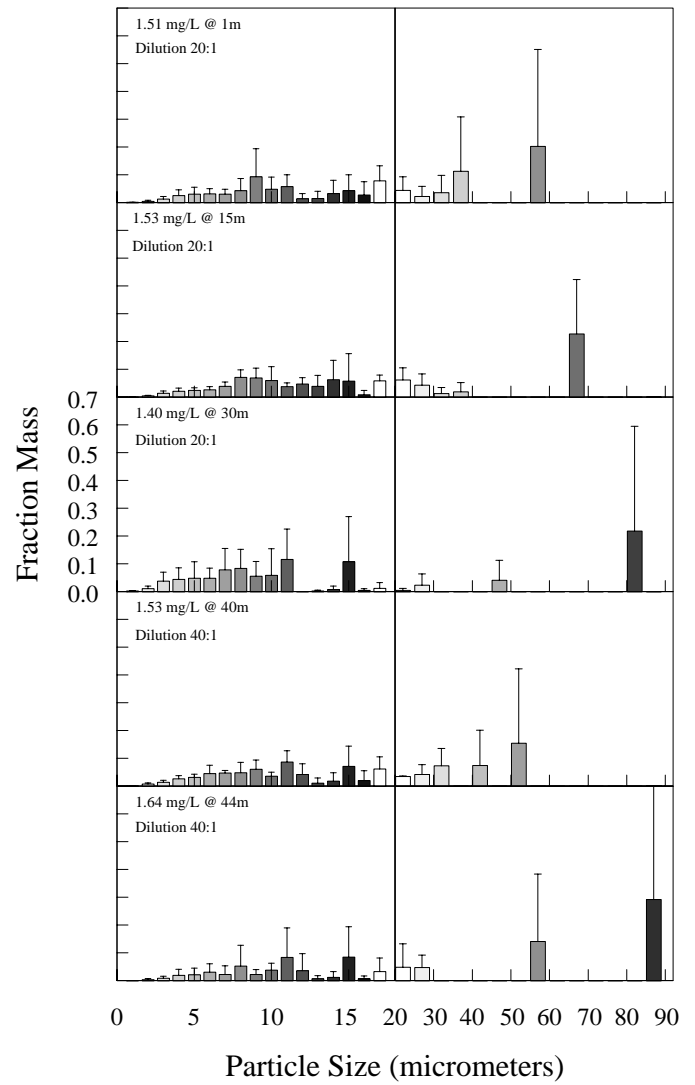 1.51 mg/L @ 1m
Dilution 20:1
1.53 mg/L @ 15m
Dilution 20:1
0.7
1.40 mg/L @ 30m
0.6
Dilution 20:1
0.5
0.4
0.3
0.2
0.1
0.0
Fraction Mass
1.53 mg/L @ 40m
Dilution 40:1
1.64 mg/L @ 44m
Dilution 40:1
0 5 10 15 20 30 40 50 60 70 80 90
Particle Size (micrometers)